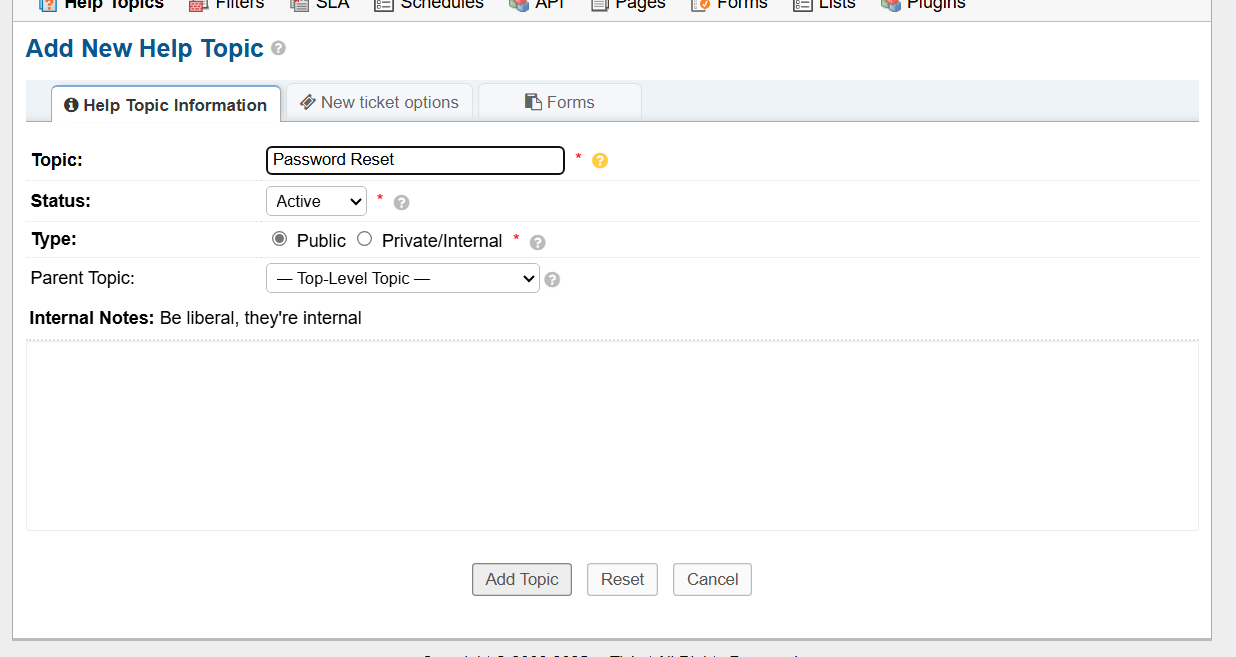 Help Topics Filters SLA Schedules API Pages Forms Lists Plugins
Add New Help Topic ?
Help Topic Information New ticket options Forms
Topic: Password Reset * ?
Status: Active * ?
Type: Public Private/Internal * ?
Parent Topic: — Top-Level Topic — ?
Internal Notes: Be liberal, they're internal
Add Topic Reset Cancel